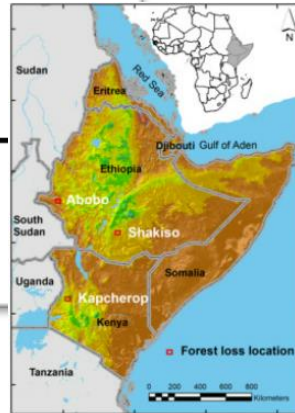 N
Sudan
Red Sea
Eritrea
Djibouti Gulf of Aden
Ethiopia
Abobo
South
Sudan
Shakiso
Uganda
Somalia
Kapcherop
Kenya
Forest loss location
Tanzania
0 200 400 600 800
Kilometers